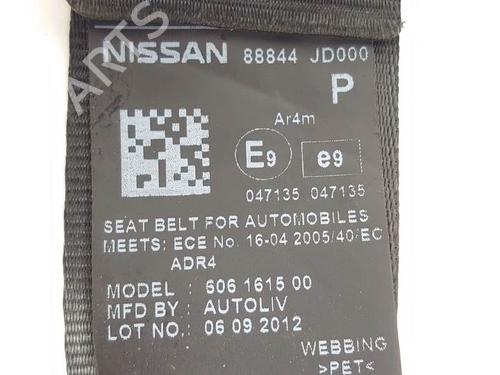 NISSAN 88844 JD000
P
Ar4m
E9 e9
047135 047135
SEAT BELT FOR AUTOMOBILES
MEETS: ECE No. 16-04 2005/40/EC
ADR4
MODEL : 606 1615 00
MFD BY : AUTOLIV
LOT NO.: 06 09 2012
WEBBING
>PET<
B-PARTS